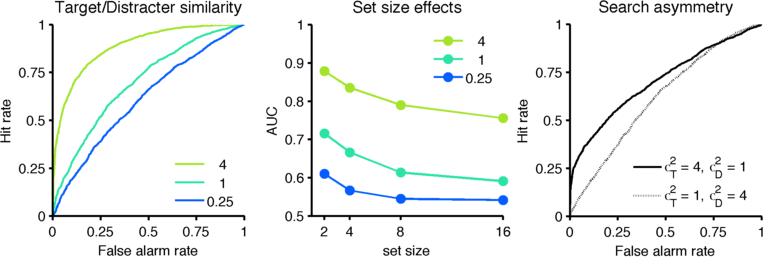 Target/Distracter similarity
Hit rate
1
0.75
0.5
0.25
0
4
1
0.25
0 0.25 0.5 0.75 1
False alarm rate
Set size effects
AUC
1
0.9
0.8
0.7
0.6
0.5
4
1
0.25
2 4 8 16
set size
Search asymmetry
Hit rate
1
0.75
0.5
0.25
0
σ²_T = 4, σ²_D = 1
σ²_T = 1, σ²_D = 4
0 0.25 0.5 0.75 1
False alarm rate